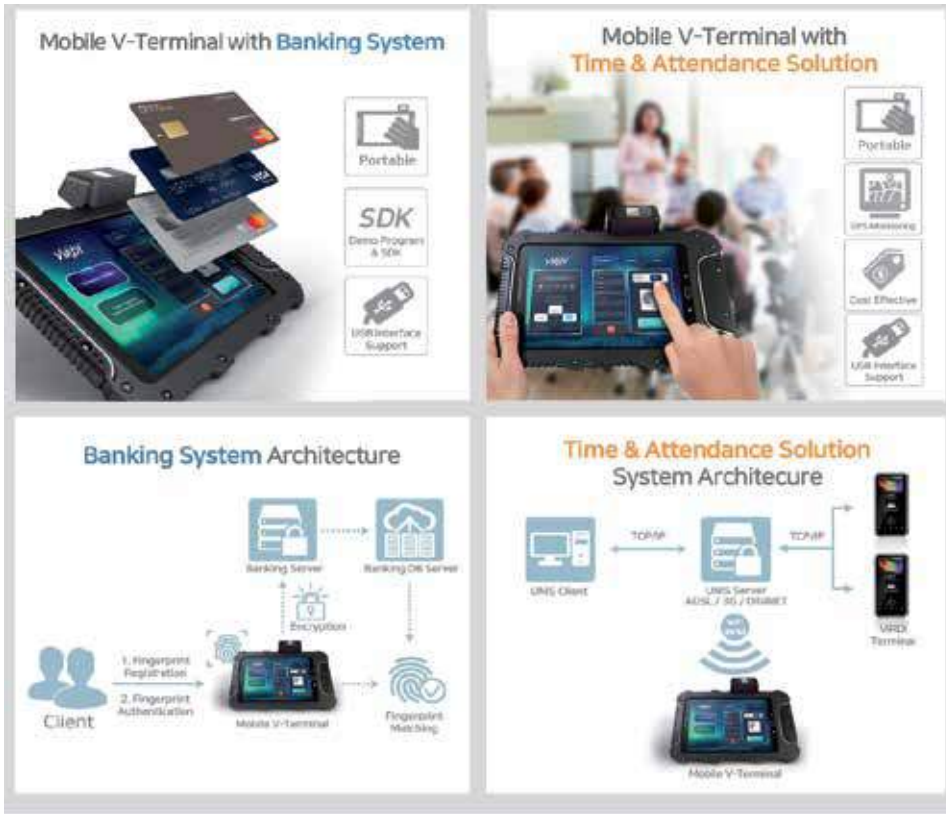 Mobile V-Terminal with Banking System
Portable
SDK
Demo Program
& SDK
USB Interface
Support
Mobile V-Terminal with
Time & Attendance Solution
Portable
GPS Monitoring
Cost Effective
USB Interface
Support
Banking System Architecture
Banking Server
Banking DB Server
Encryption
1. Fingerprint
Registration
2. Fingerprint
Authentication
Client
Mobile V-Terminal
Fingerprint
Matching
Time & Attendance Solution
System Architecure
TCP/IP
TCP/IP
UNIS Client
UNIS Server
ADSL / 3G /
VIRDI
Terminal
Mobile V-Terminal